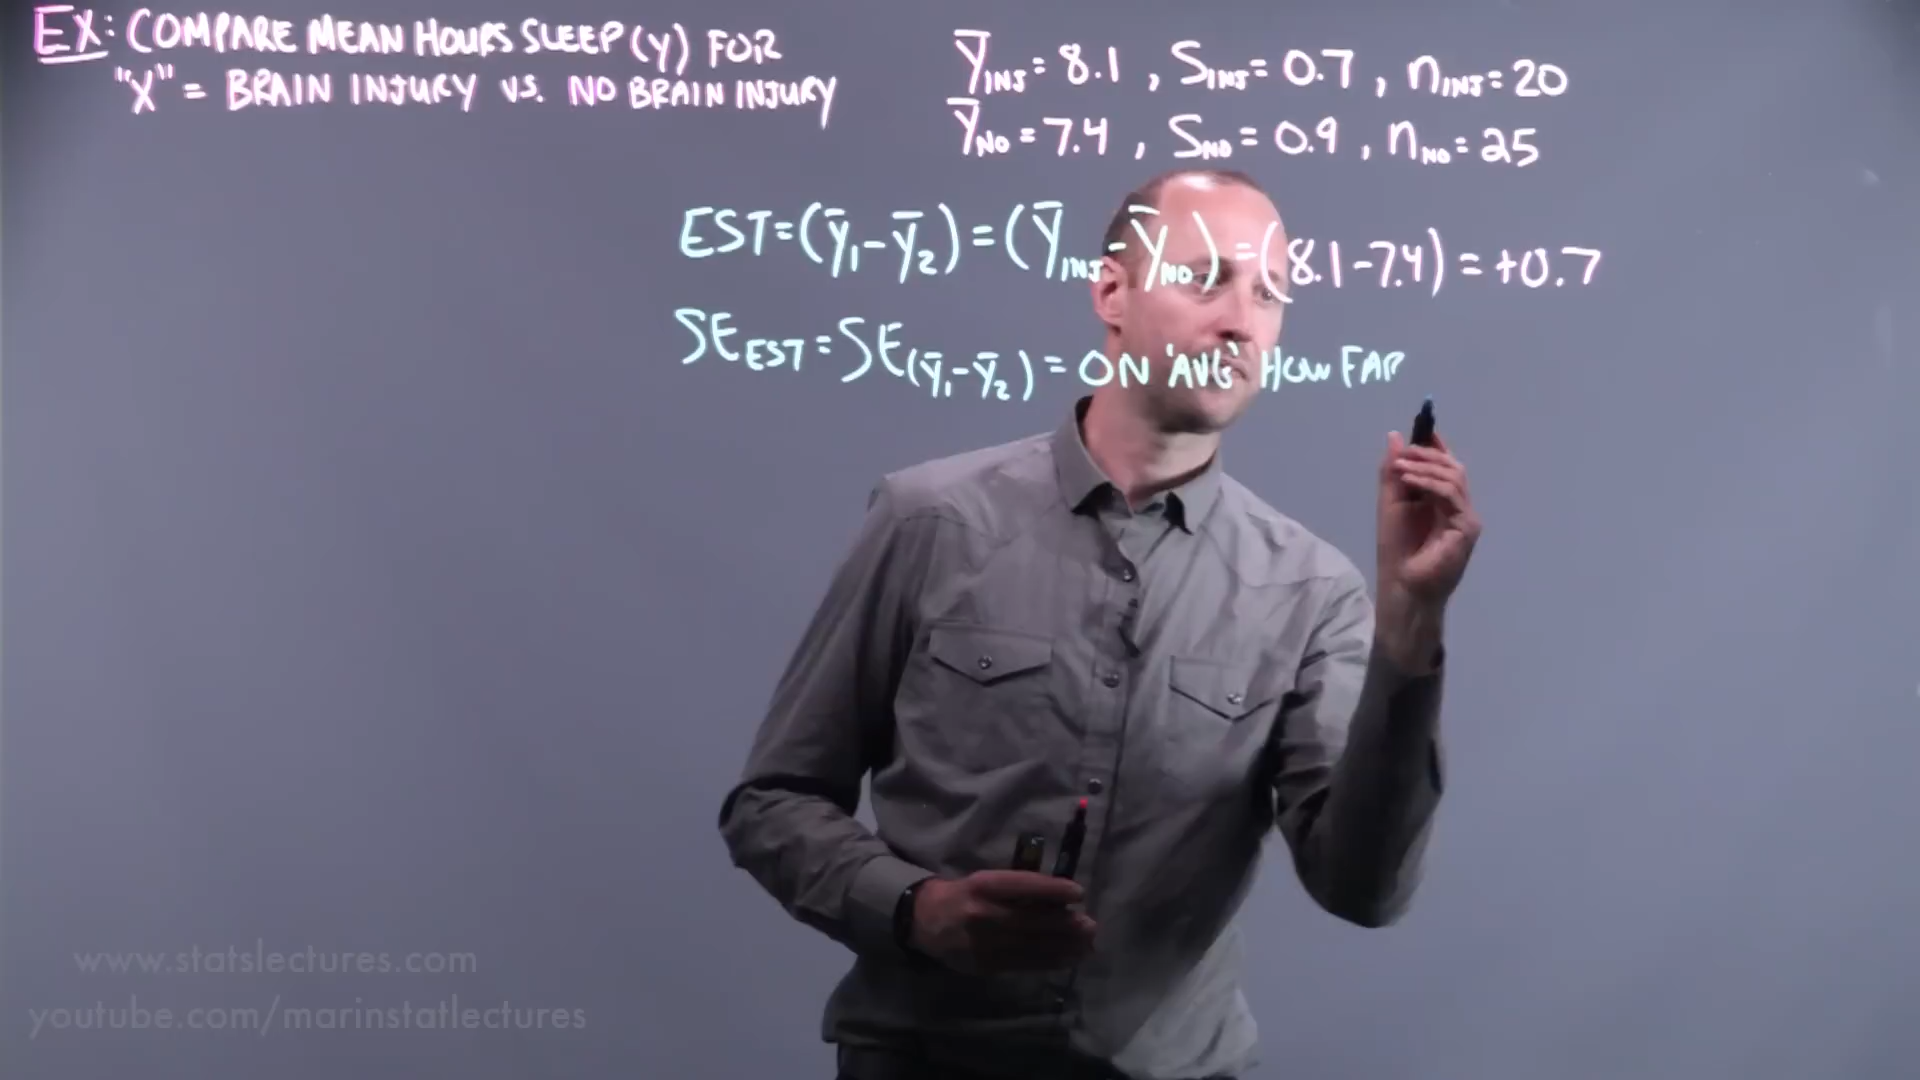 EX: COMPARE MEAN HOURS SLEEP (Y) FOR
"X" = BRAIN INJURY VS. NO BRAIN INJURY
Ȳ_INJ = 8.1 , S_INJ = 0.7 , n_INJ = 20
Ȳ_NO = 7.4 , S_NO = 0.9 , n_NO = 25
EST = (Ȳ₁ - Ȳ₂) = (Ȳ_INJ - Ȳ_NO) = (8.1 - 7.4) = +0.7
SE_EST = SE_(Ȳ₁ - Ȳ₂) = ON 'AVG' HOW FAR
www.statslectures.com
youtube.com/marinstatlectures